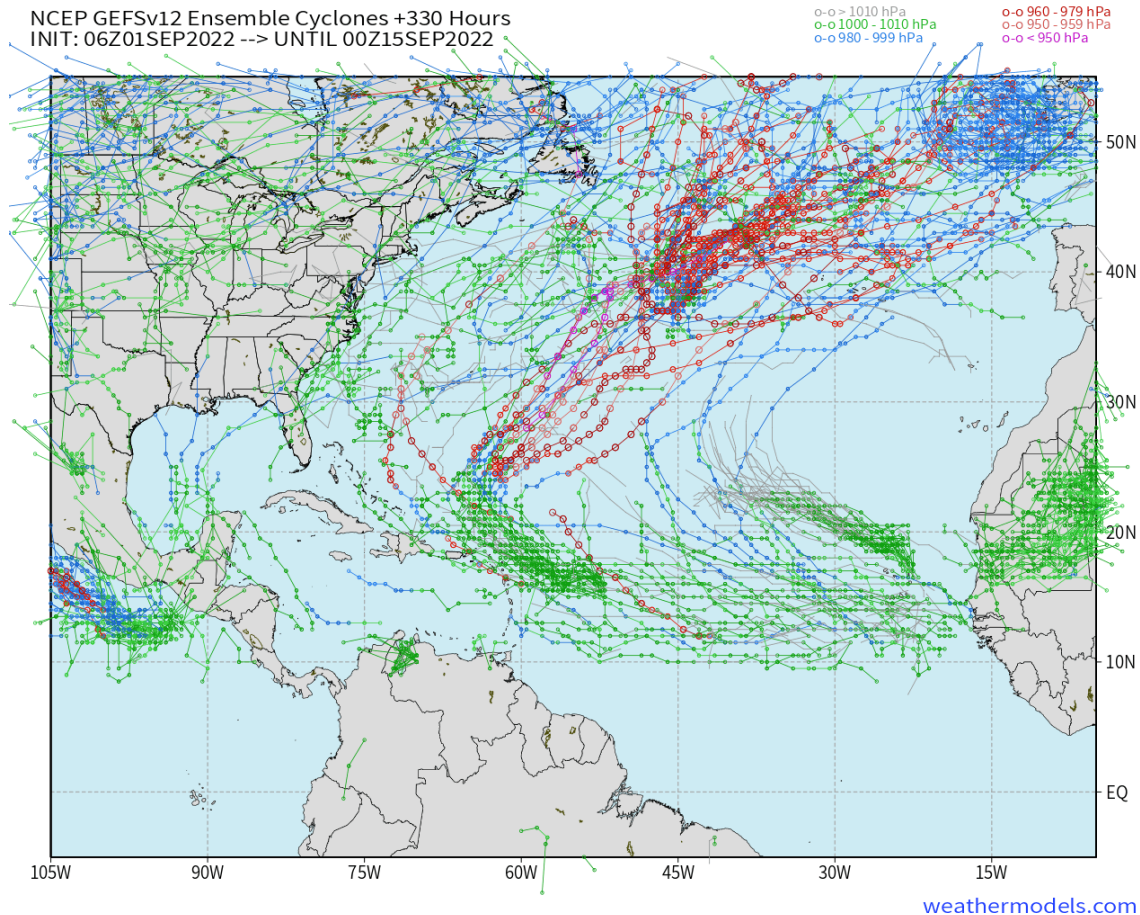 NCEP GEFSv12 Ensemble Cyclones +330 Hours
INIT: 06Z01SEP2022 --> UNTIL 00Z15SEP2022
o-o > 1010 hPa
o-o 1000 - 1010 hPa
o-o 980 - 999 hPa
o-o 960 - 979 hPa
o-o 950 - 959 hPa
o-o < 950 hPa
50N
40N
30N
20N
10N
EQ
105W 90W 75W 60W 45W 30W 15W
weathermodels.com